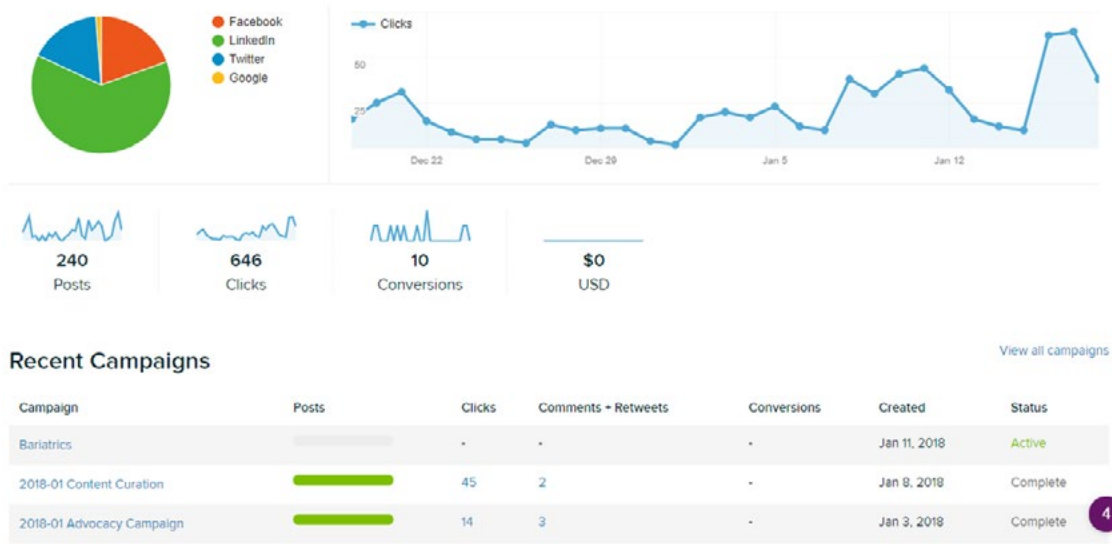 Facebook
LinkedIn
Twitter
Google
Clicks
50
25
Dec 22 Dec 29 Jan 5 Jan 12
240 646 10 $0
Posts Clicks Conversions USD
Recent Campaigns View all campaigns
Campaign Posts Clicks Comments + Retweets Conversions Created Status
Bariatrics - - - Jan 11, 2018 Active
2018-01 Content Curation 45 2 - Jan 8, 2018 Complete
2018-01 Advocacy Campaign 14 3 - Jan 3, 2018 Complete 4